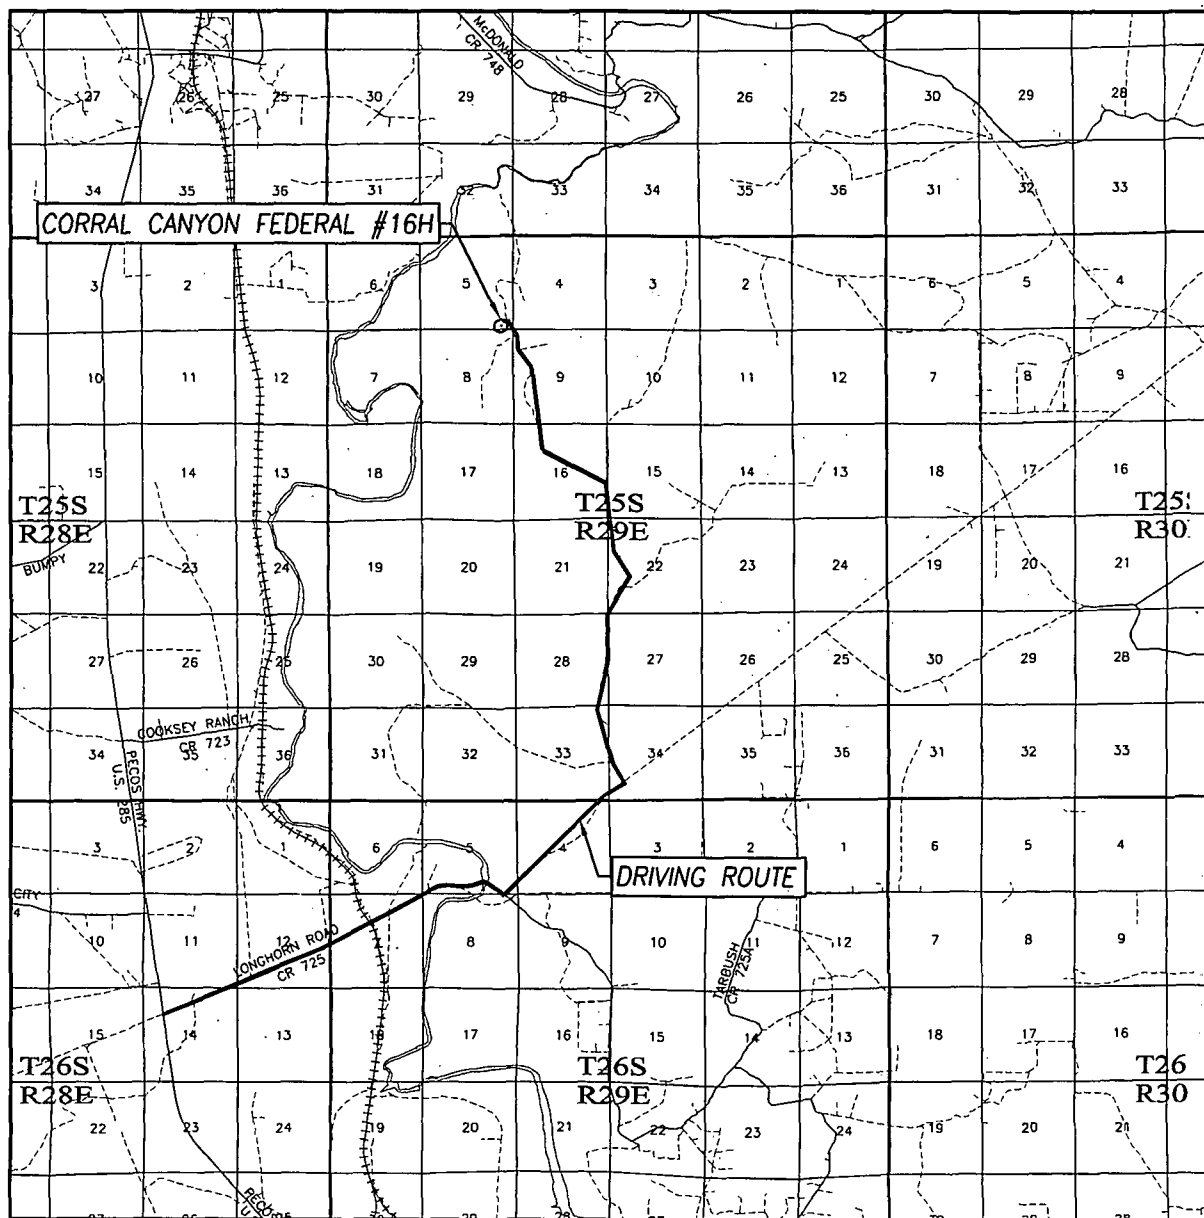 McDONALD
CR 748
27 26 25 30 29 28 27 26 25 30 29 28
34 35 36 31 32 33 34 35 36 31 32 33
CORRAL CANYON FEDERAL #16H
3 2 1 6 5 4 3 2 1 6 5 4
10 11 12 7 8 9 10 11 12 7 8 9
15 14 13 18 17 16 15 14 13 18 17 16
T25S T25S T25S
R28E R29E R30
BUMPY
22 23 24 19 20 21 22 23 24 19 20 21
27 26 25 30 29 28 27 26 25 30 29 28
COOKSEY RANCH
CR 723
34 35 36 31 32 33 34 35 36 31 32 33
PECOS HWY.
U.S. 285
3 2 1 6 5 4 3 2 1 6 5 4
DRIVING ROUTE
CITY
4
10 11 12 7 8 9 10 11 12 7 8 9
LONGHORN ROAD
CR 725
TARBUSH
CR 725A
15 14 13 18 17 16 15 14 13 18 17 16
T26S T26S T26
R28E R29E R30
22 23 24 19 20 21 22 23 24 19 20 21
PECOS
U